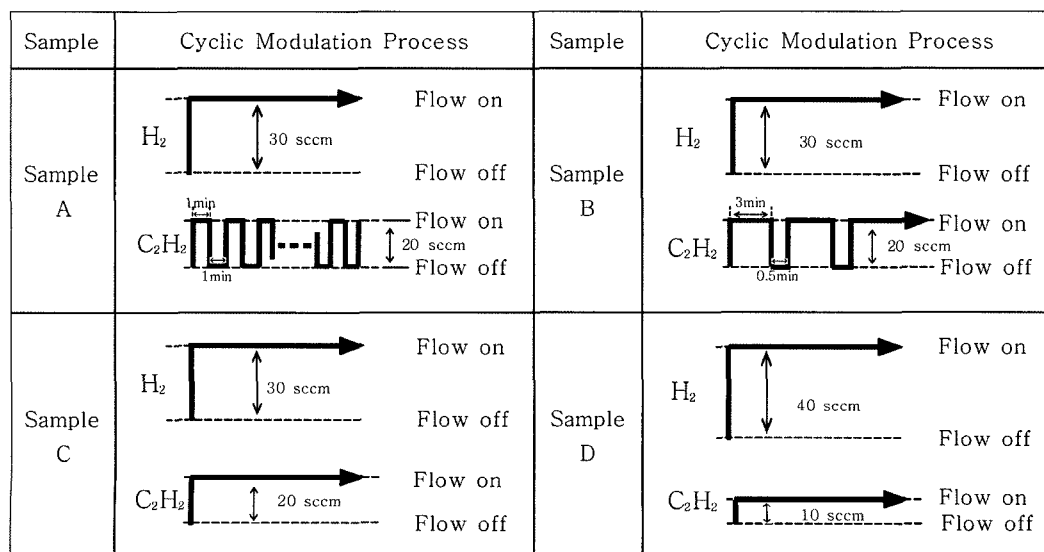 Sample Cyclic Modulation Process Sample Cyclic Modulation Process
Sample
A
H₂
30 sccm
Flow on
Flow off
1min
C₂H₂
1min
20 sccm
Flow on
Flow off
Sample
B
H₂
30 sccm
Flow on
Flow off
3min
C₂H₂
0.5min
20 sccm
Flow on
Flow off
Sample
C
H₂
30 sccm
Flow on
Flow off
C₂H₂
20 sccm
Flow on
Flow off
Sample
D
H₂
40 sccm
Flow on
Flow off
C₂H₂
10 sccm
Flow on
Flow off